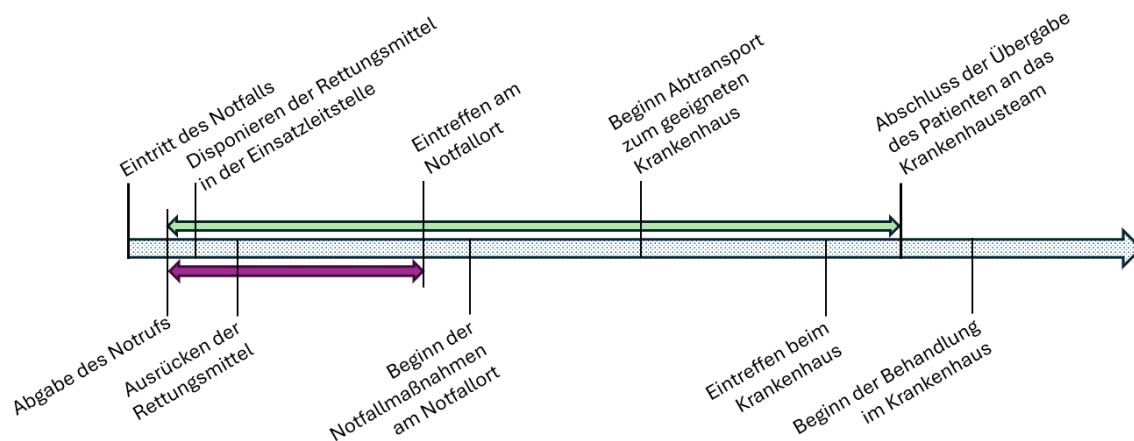 Eintritt des Notfalls
Disponieren der Rettungsmittel
in der Einsatzleitstelle
Eintreffen am
Notfallort
Beginn Abtransport
zum geeigneten
Krankenhaus
Abschluss der Übergabe
des Patienten an das
Krankenhausteam
Abgabe des Notrufs
Ausrücken der
Rettungsmittel
Beginn der
Notfallmaßnahmen
am Notfallort
Eintreffen beim
Krankenhaus
Beginn der Behandlung
im Krankenhaus